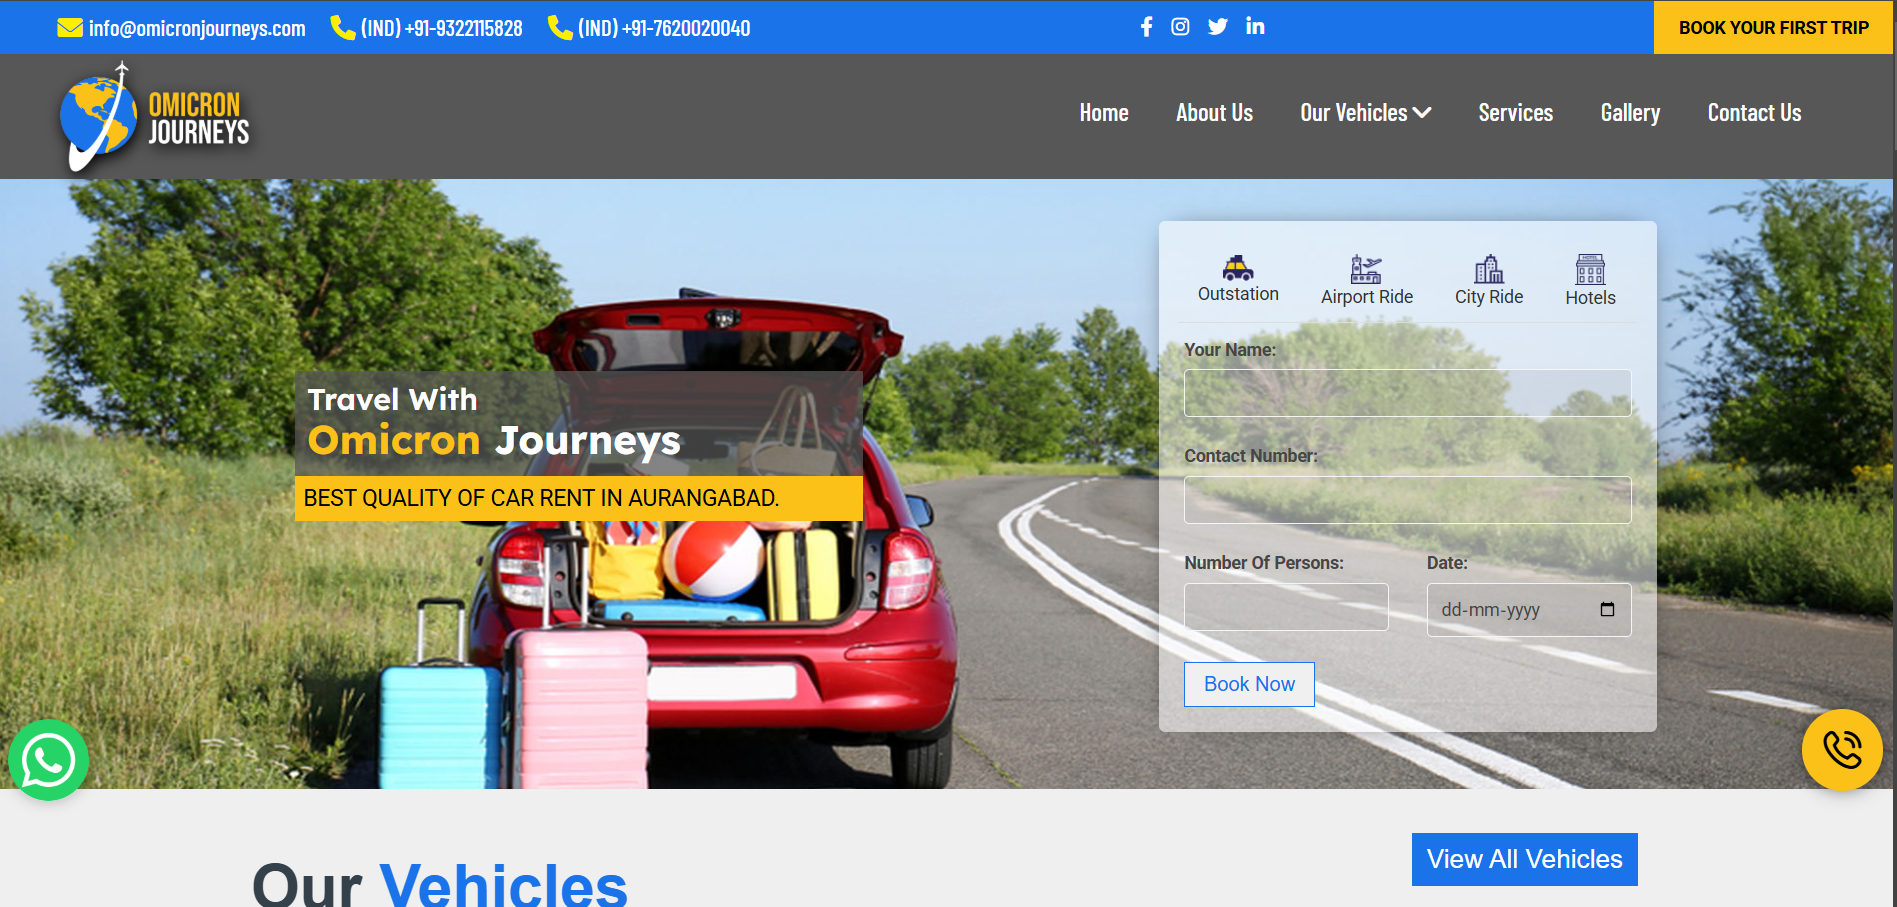 info@omicronjourneys.com (IND) +91-9322115828 (IND) +91-7620020040 BOOK YOUR FIRST TRIP
OMICRON
JOURNEYS
Home About Us Our Vehicles Services Gallery Contact Us
Travel With
Omicron Journeys
BEST QUALITY OF CAR RENT IN AURANGABAD.
Outstation Airport Ride City Ride HOTEL Hotels
Your Name:
Contact Number:
Number Of Persons: Date:
dd-mm-yyyy
Book Now
Our Vehicles
View All Vehicles